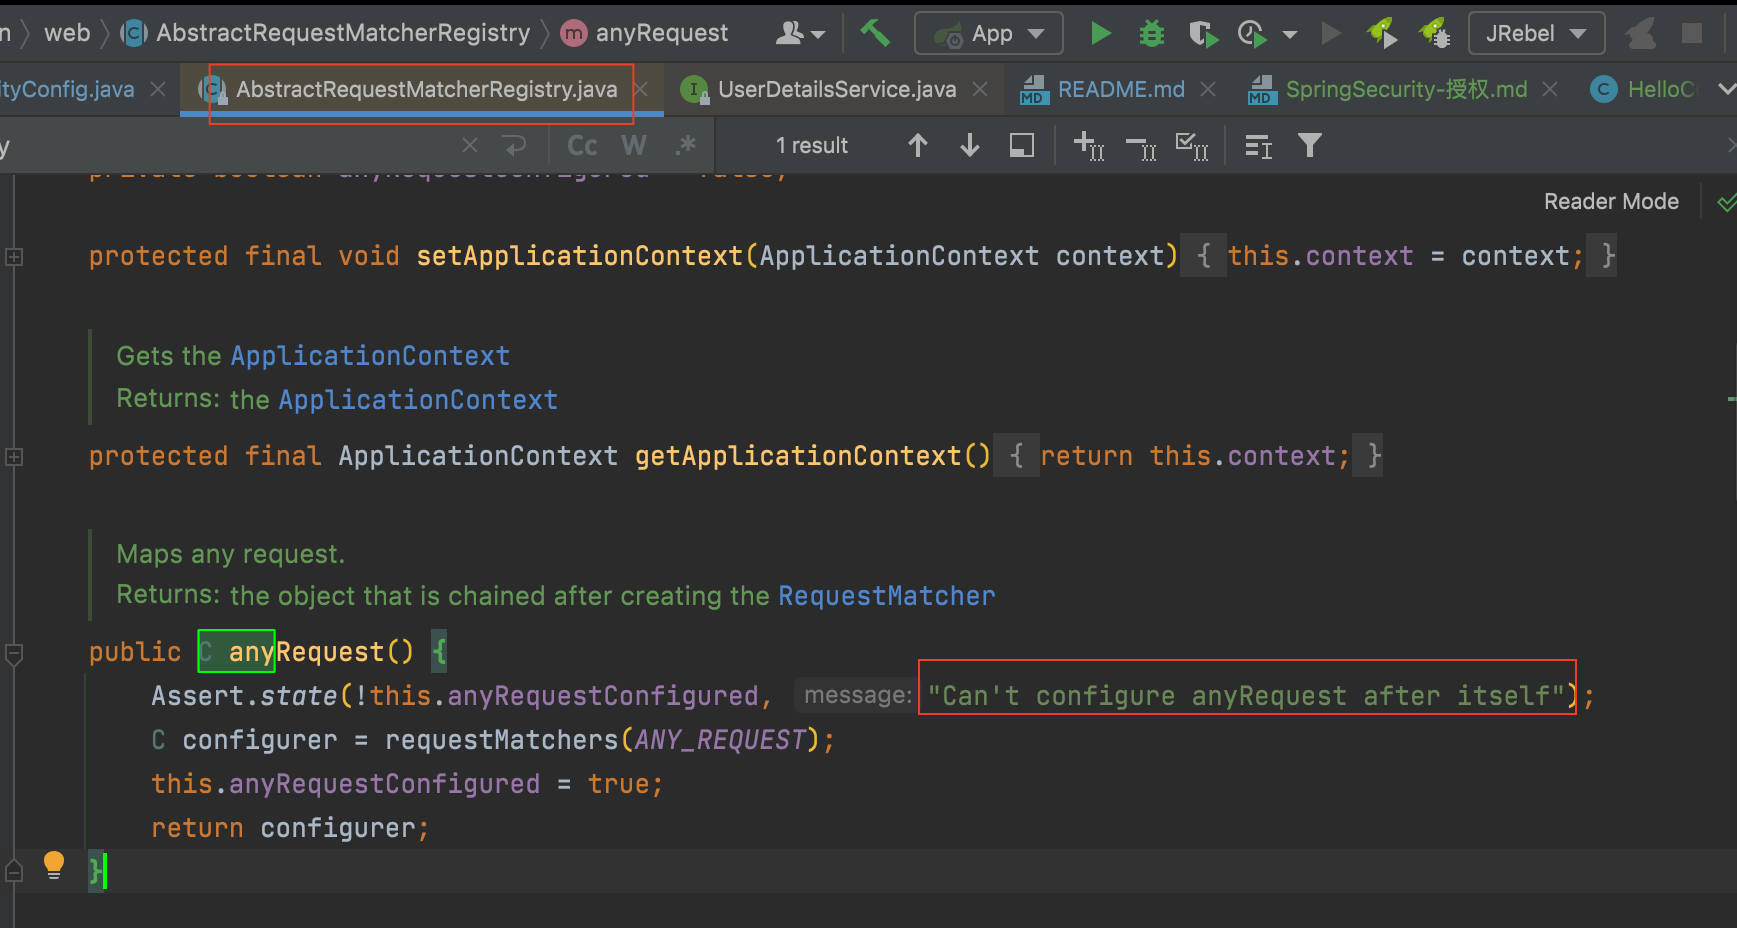 n web AbstractRequestMatcherRegistry anyRequest App JRebel
ityConfig.java AbstractRequestMatcherRegistry.java UserDetailsService.java README.md SpringSecurity-授权.md HelloC
y Cc W .* 1 result
private boolean anyRequestConfigured = false;
Reader Mode
protected final void setApplicationContext(ApplicationContext context) { this.context = context; }
Gets the ApplicationContext
Returns: the ApplicationContext
protected final ApplicationContext getApplicationContext() { return this.context; }
Maps any request.
Returns: the object that is chained after creating the RequestMatcher
public C anyRequest() {
Assert.state(!this.anyRequestConfigured, message: "Can't configure anyRequest after itself");
C configurer = requestMatchers(ANY_REQUEST);
this.anyRequestConfigured = true;
return configurer;
}